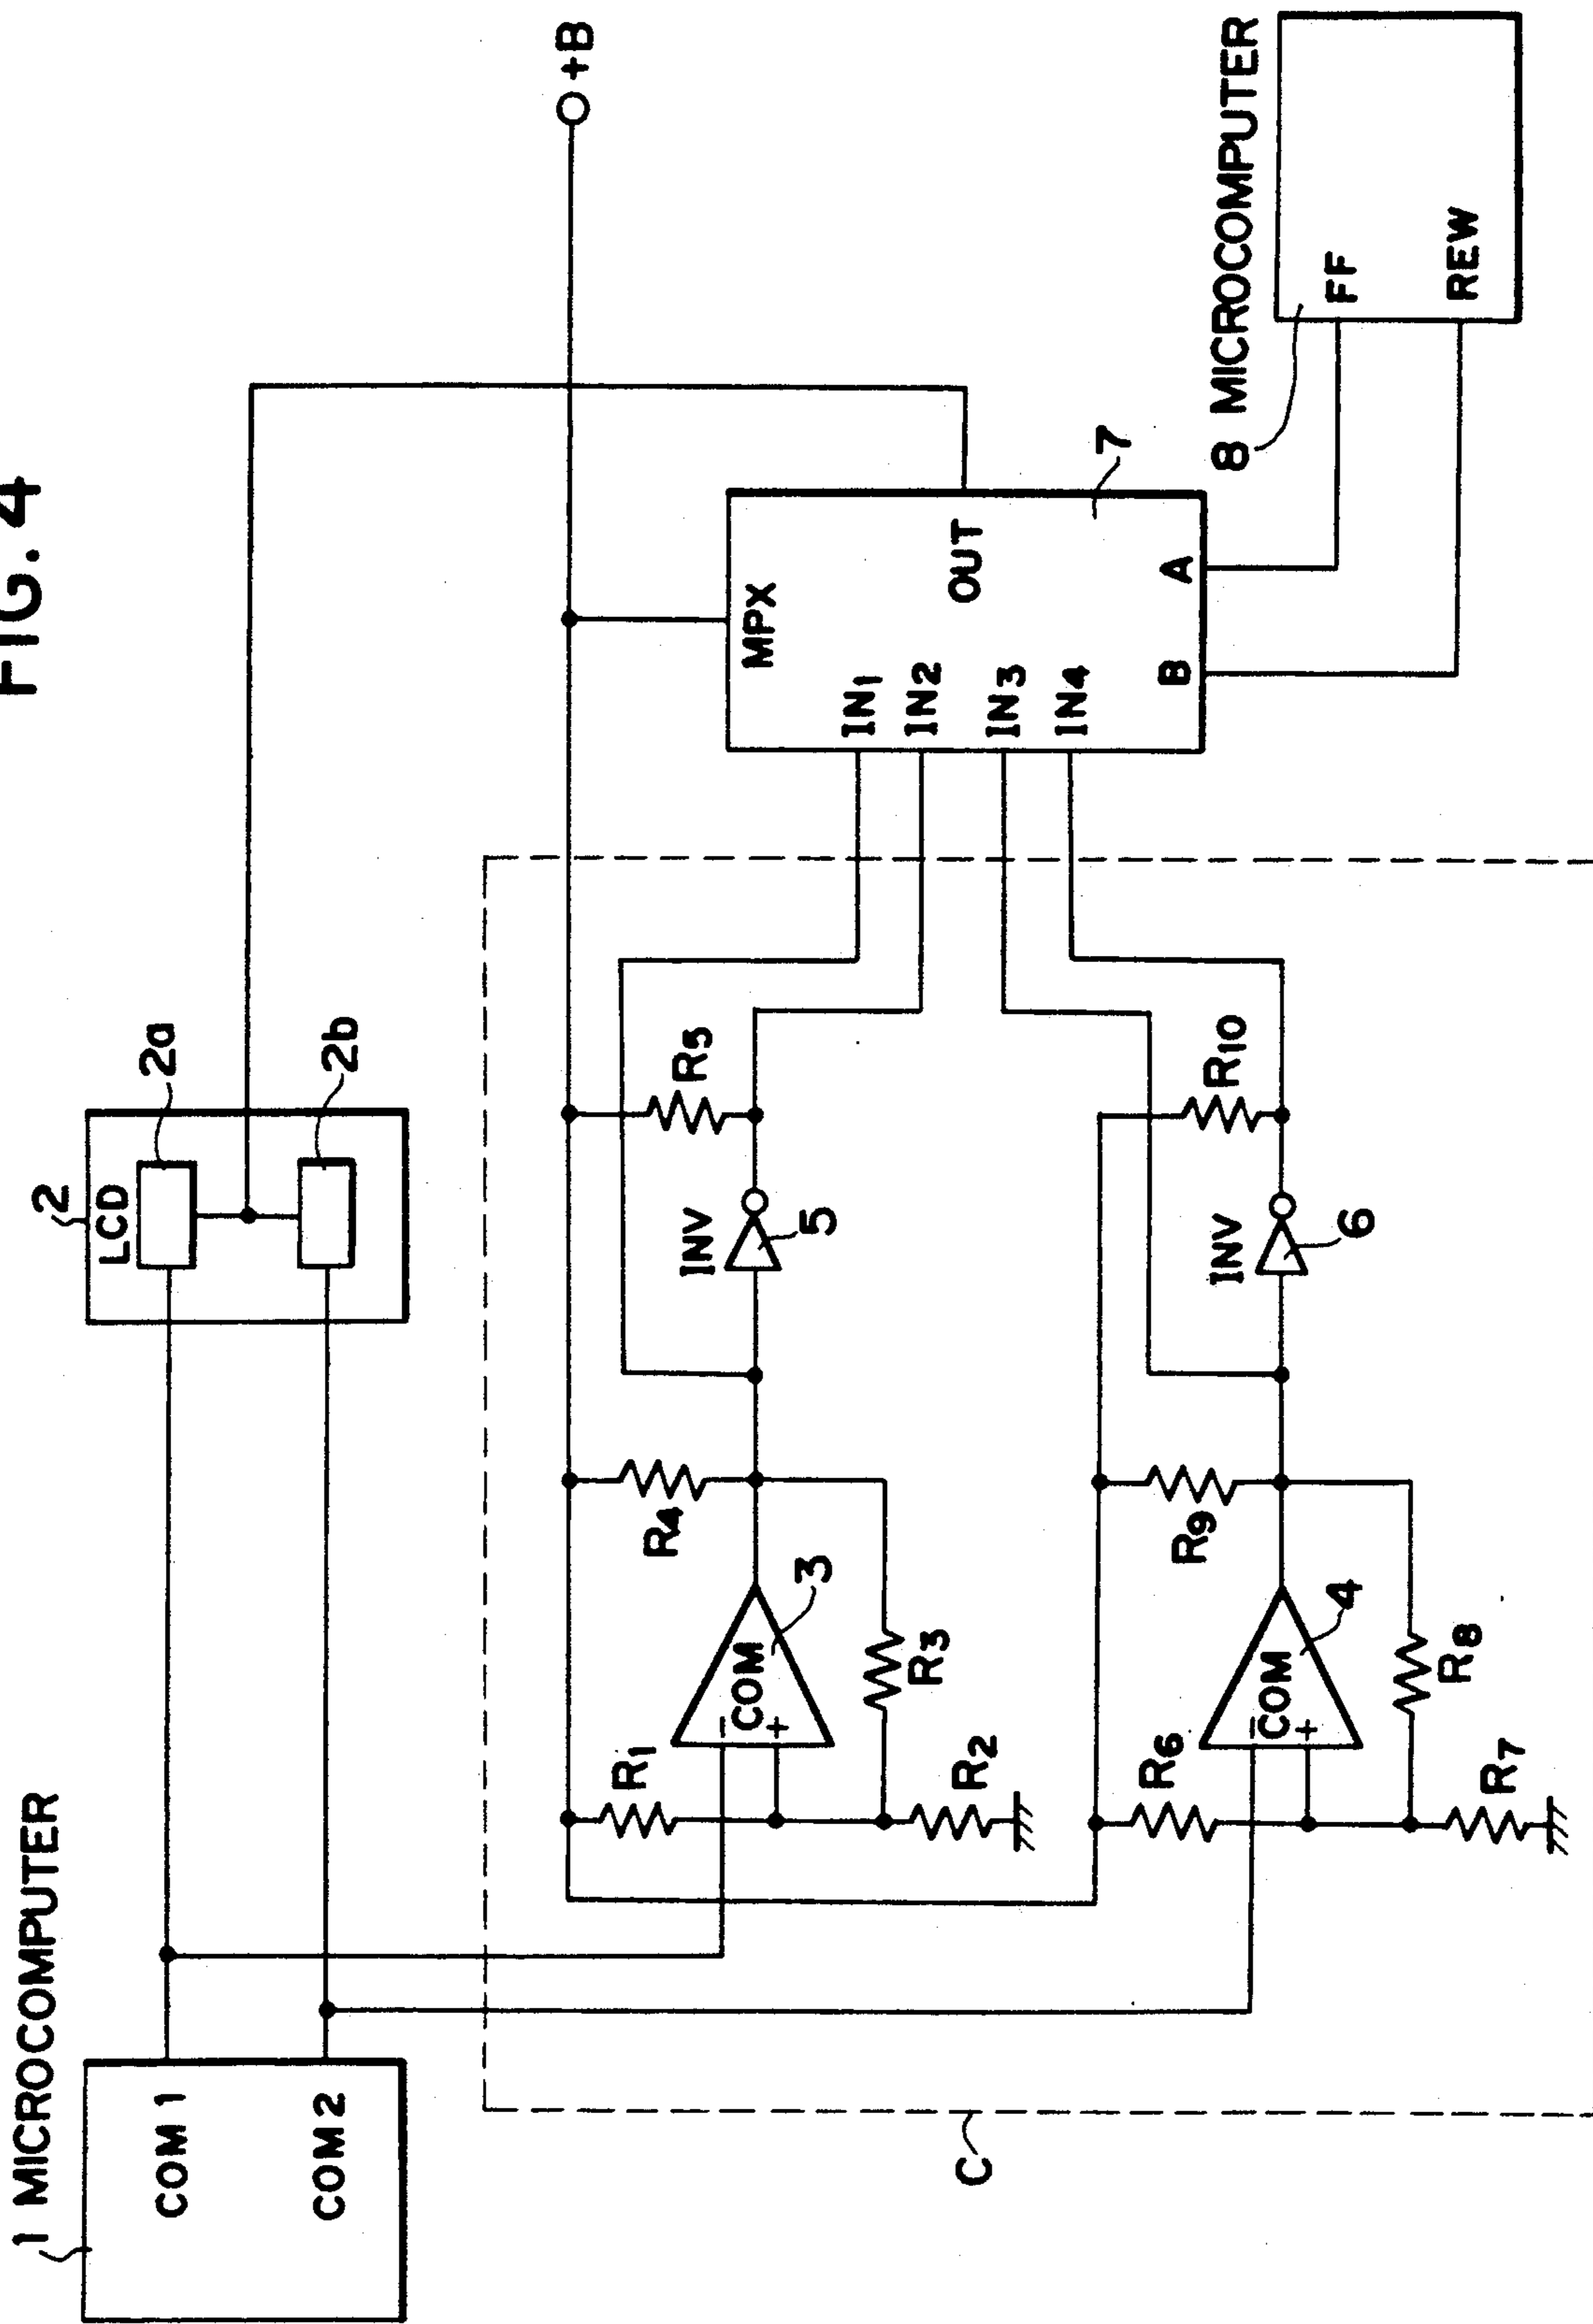 FIG. 4
1 MICROCOMPUTER
COM 1
COM 2
2
LCD
2a
2b
+B
C
R1
R2
R3
R4
R5
COM
-
+
3
INV
5
R6
R7
R8
R9
R10
COM
-
+
4
INV
6
MPX
IN1
IN2
IN3
IN4
OUT
B
A
7
8 MICROCOMPUTER
FF
REW